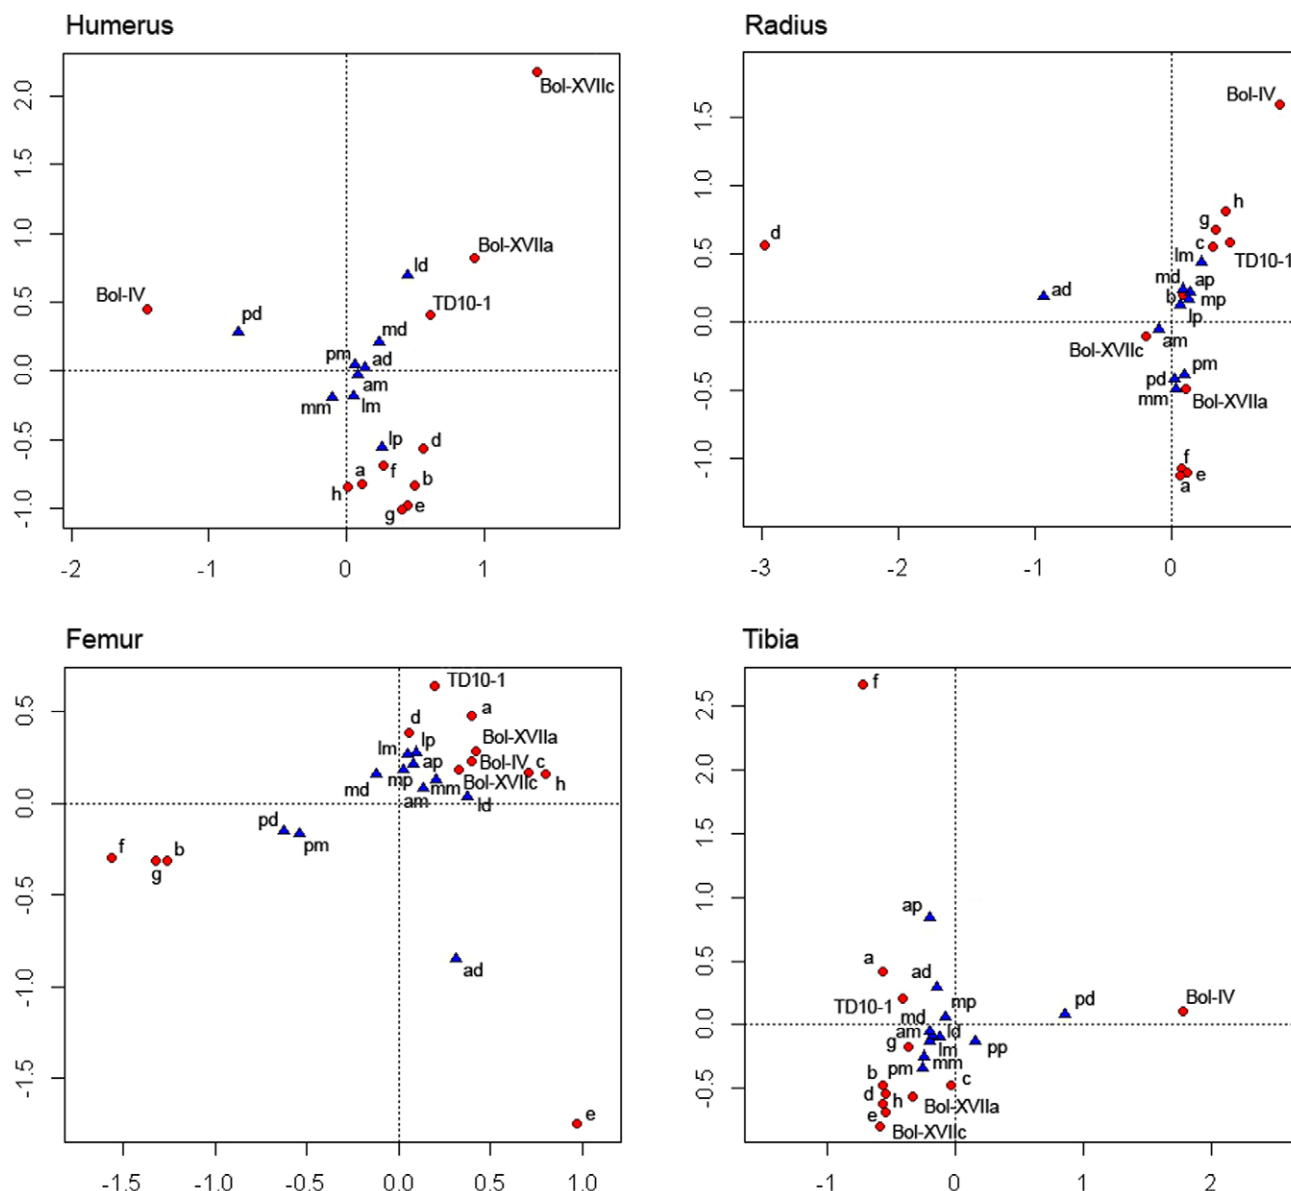 Humerus
Bol-XVIIc
Bol-XVIIa
ld
TD10-1
Bol-IV
pd
md
pm
ad
am
mm
lm
lp
d
a
f
b
h
e
g
2.0
1.5
1.0
0.5
0.0
-0.5
-1.0
-2
-1
0
1
Radius
Bol-IV
h
g
c
TD10-1
d
lm
md
ap
ad
b
mp
lp
am
Bol-XVIIc
pm
pd
mm
Bol-XVIIa
f
e
a
1.5
1.0
0.5
0.0
-0.5
-1.0
-3
-2
-1
0
Femur
TD10-1
a
d
lp
Bol-XVIIa
lm
ap
Bol-IV
c
mp
h
md
mm
Bol-XVIIc
am
ld
pd
pm
f
b
g
ad
e
0.5
0.0
-0.5
-1.0
-1.5
-1.5
-1.0
-0.5
0.0
0.5
1.0
Tibia
f
ap
a
ad
TD10-1
mp
pd
Bol-IV
md
am
ld
g
lm
pp
pm
mm
b
c
d
h
Bol-XVIIa
e
Bol-XVIIc
2.5
2.0
1.5
1.0
0.5
0.0
-0.5
-1
0
1
2